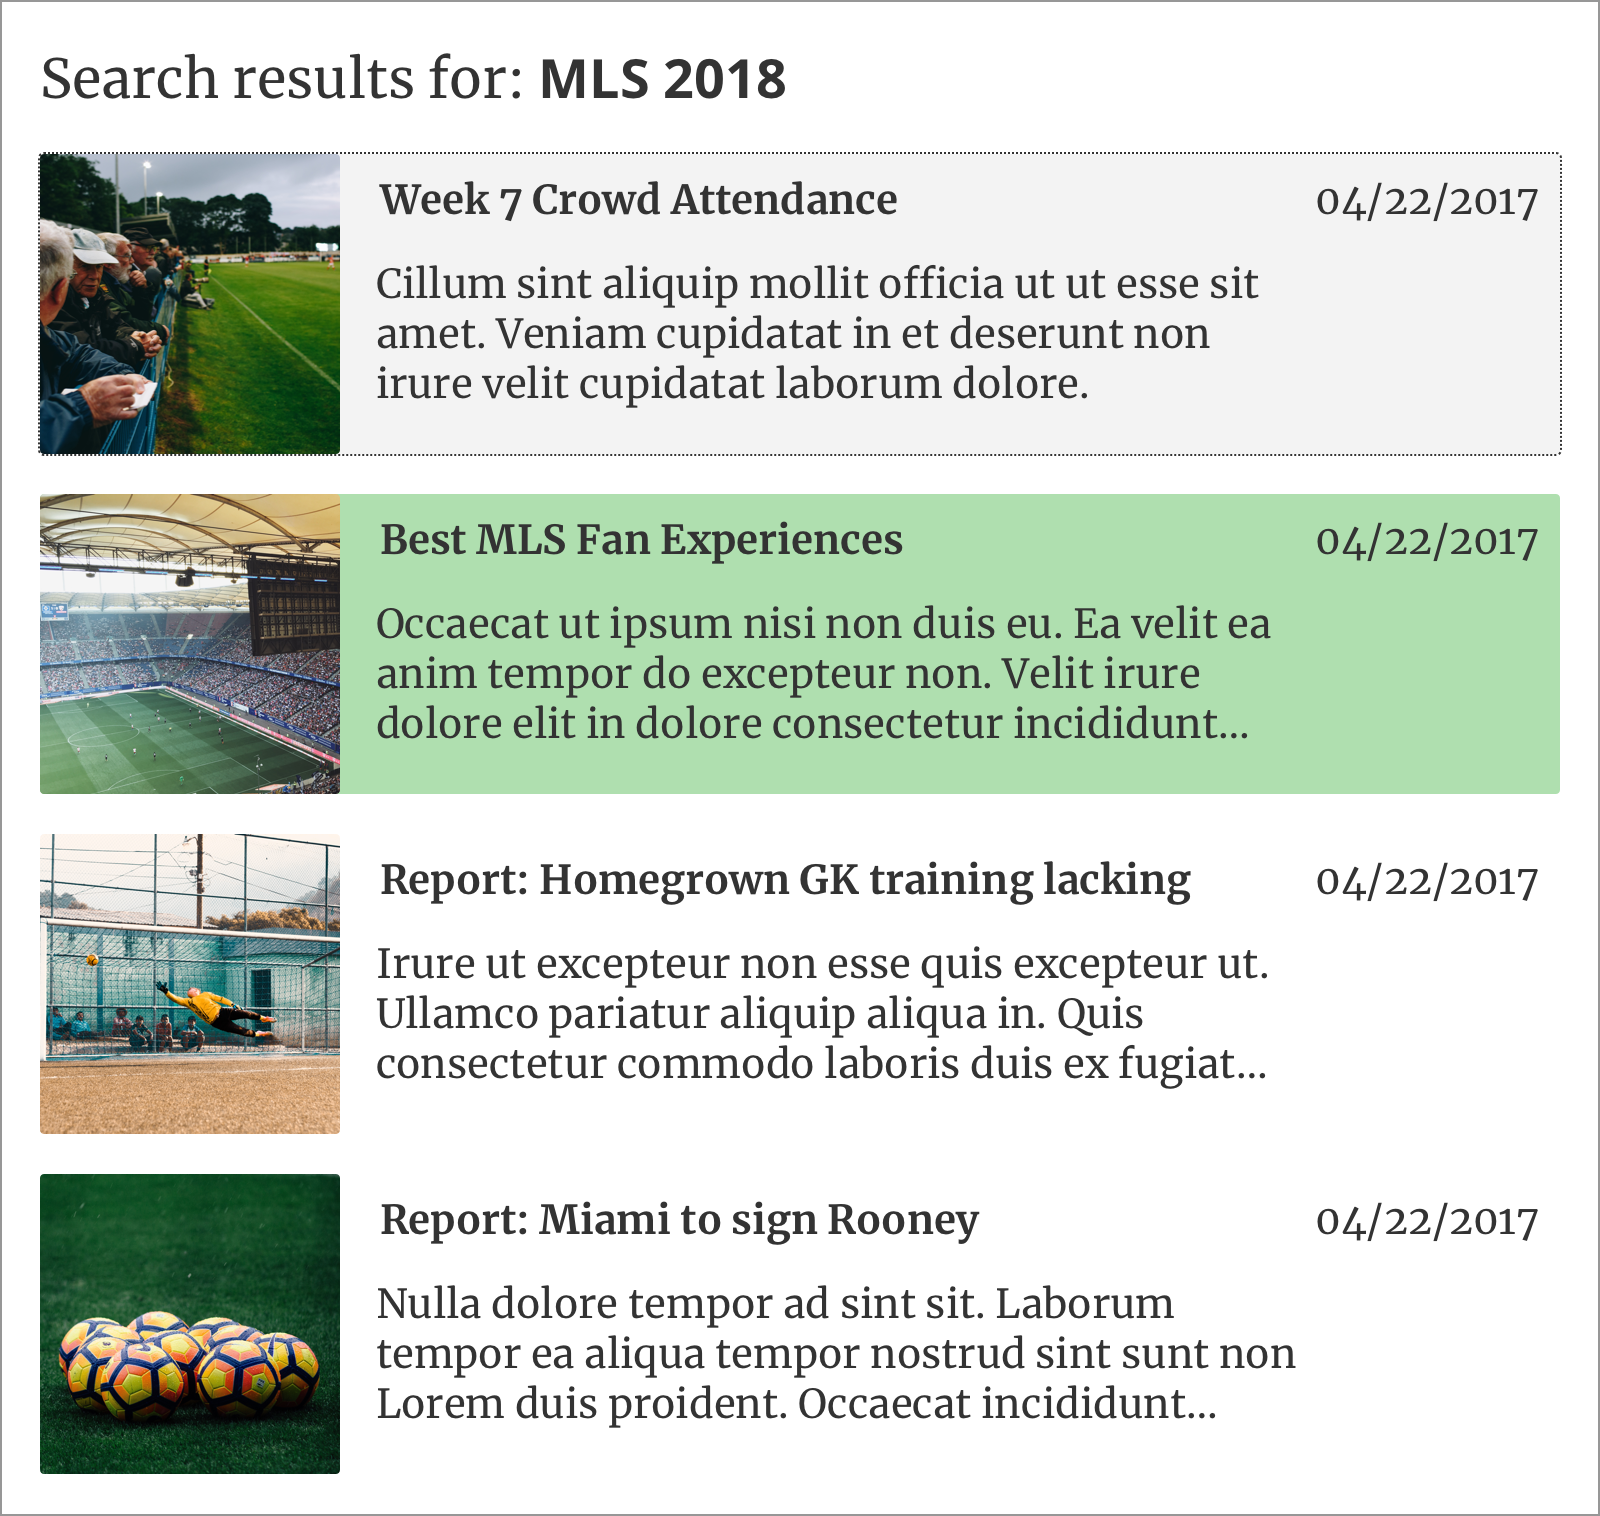 Search results for: MLS 2018
Week 7 Crowd Attendance 04/22/2017
Cillum sint aliquip mollit officia ut ut esse sit
amet. Veniam cupidatat in et deserunt non
irure velit cupidatat laborum dolore.
Best MLS Fan Experiences 04/22/2017
Occaecat ut ipsum nisi non duis eu. Ea velit ea
anim tempor do excepteur non. Velit irure
dolore elit in dolore consectetur incididunt...
Report: Homegrown GK training lacking 04/22/2017
Irure ut excepteur non esse quis excepteur ut.
Ullamco pariatur aliquip aliqua in. Quis
consectetur commodo laboris duis ex fugiat...
Report: Miami to sign Rooney 04/22/2017
Nulla dolore tempor ad sint sit. Laborum
tempor ea aliqua tempor nostrud sint sunt non
Lorem duis proident. Occaecat incididunt...